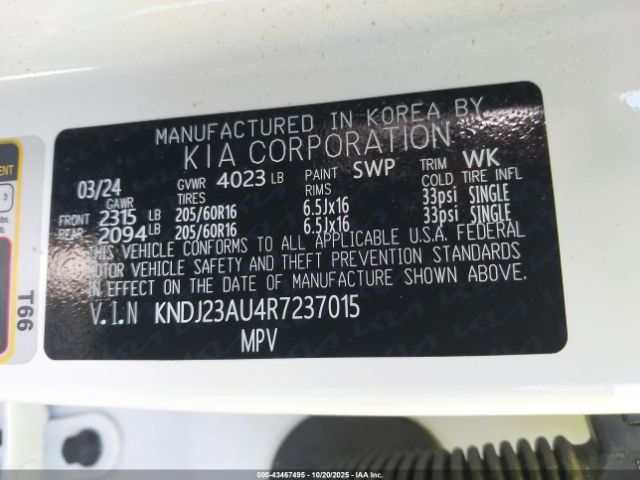 MANUFACTURED IN KOREA BY
KIA CORPORATION
03/24 GVWR 4023 LB PAINT SWP TRIM WK
GAWR TIRES RIMS COLD TIRE INFL
FRONT 2315 LB 205/60R16 6.5Jx16 33psi SINGLE
REAR 2094 LB 205/60R16 6.5Jx16 33psi SINGLE
THIS VEHICLE CONFORMS TO ALL APPLICABLE U.S.A. FEDERAL
MOTOR VEHICLE SAFETY AND THEFT PREVENTION STANDARDS
IN EFFECT ON THE DATE OF MANUFACTURE SHOWN ABOVE.
V.I.N KNDJ23AU4R7237015
MPV
T66
3
00-43467495 - 10/20/2025 - IAA Inc.